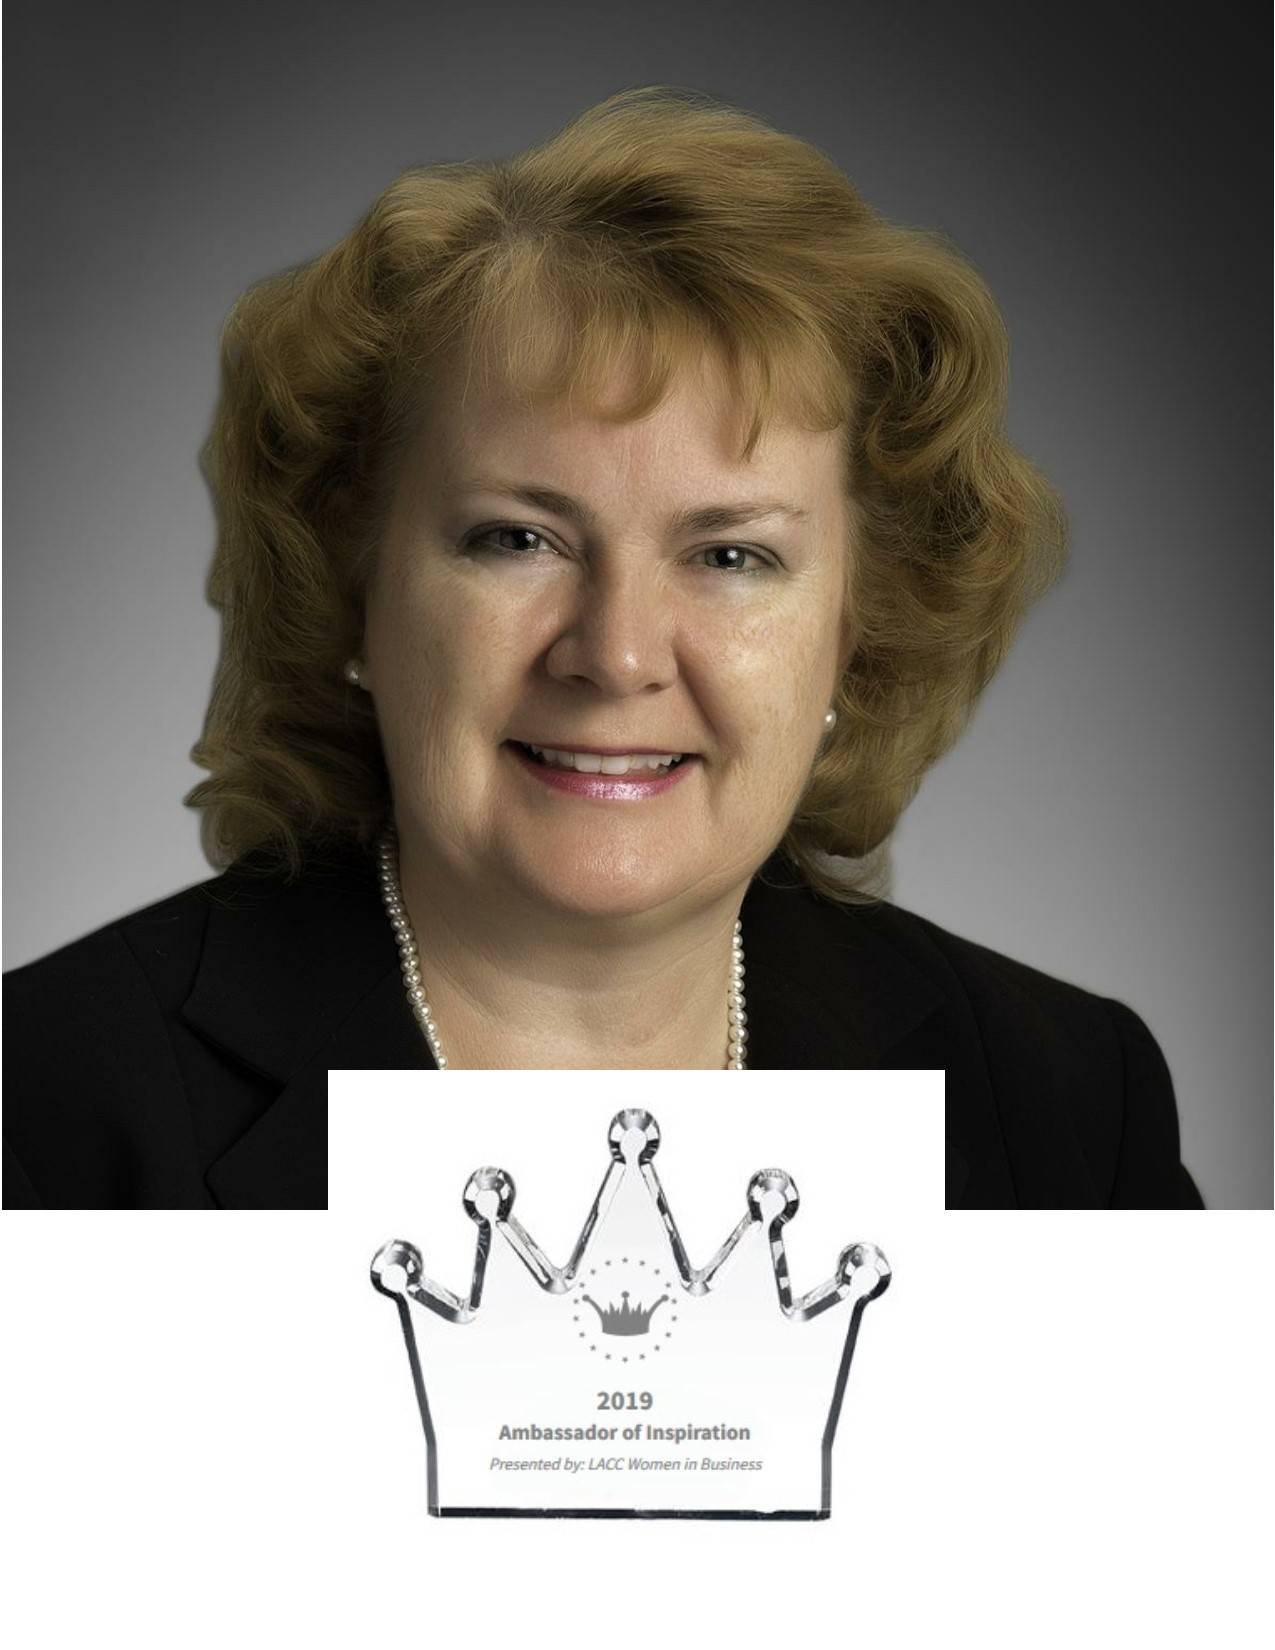 2019
Ambassador of Inspiration
Presented by: LACC Women in Business